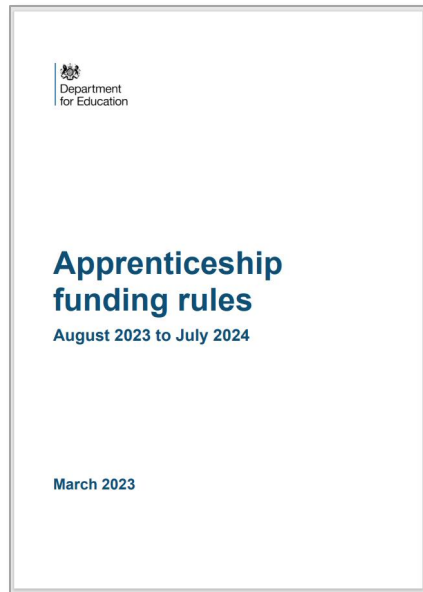 Department
for Education
Apprenticeship
funding rules
August 2023 to July 2024
March 2023